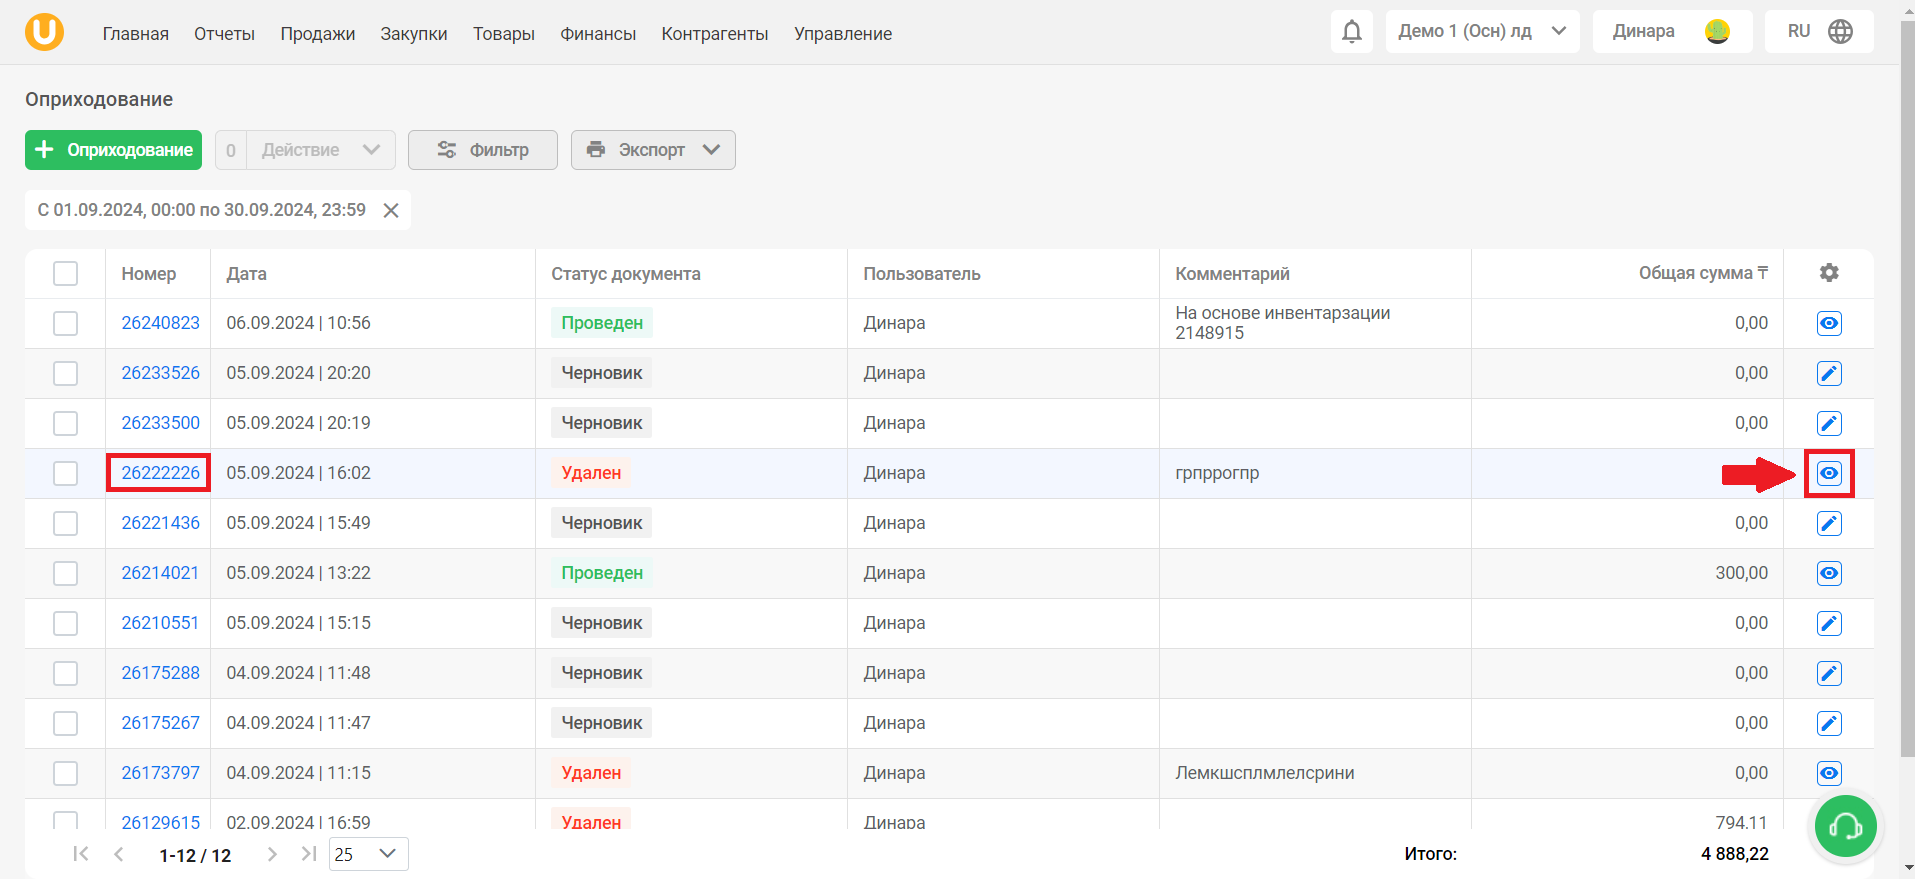 Главная Отчеты Продажи Закупки Товары Финансы Контрагенты Управление Демо 1 (Осн) лд Динара RU
Оприходование
Оприходование 0 Действие Фильтр Экспорт
С 01.09.2024, 00:00 по 30.09.2024, 23:59
Номер Дата Статус документа Пользователь Комментарий Общая сумма ₸
26240823 06.09.2024 | 10:56 Проведен Динара На основе инвентарзации 2148915 0,00
26233526 05.09.2024 | 20:20 Черновик Динара 0,00
26233500 05.09.2024 | 20:19 Черновик Динара 0,00
26222226 05.09.2024 | 16:02 Удален Динара грпррогпр
26221436 05.09.2024 | 15:49 Черновик Динара 0,00
26214021 05.09.2024 | 13:22 Проведен Динара 300,00
26210551 05.09.2024 | 15:15 Черновик Динара 0,00
26175288 04.09.2024 | 11:48 Черновик Динара 0,00
26175267 04.09.2024 | 11:47 Черновик Динара 0,00
26173797 04.09.2024 | 11:15 Удален Динара Лемкшсплмлелсрини 0,00
26129615 02.09.2024 | 16:59 Удален Динара 794,11
1-12 / 12 25 Итого: 4 888,22